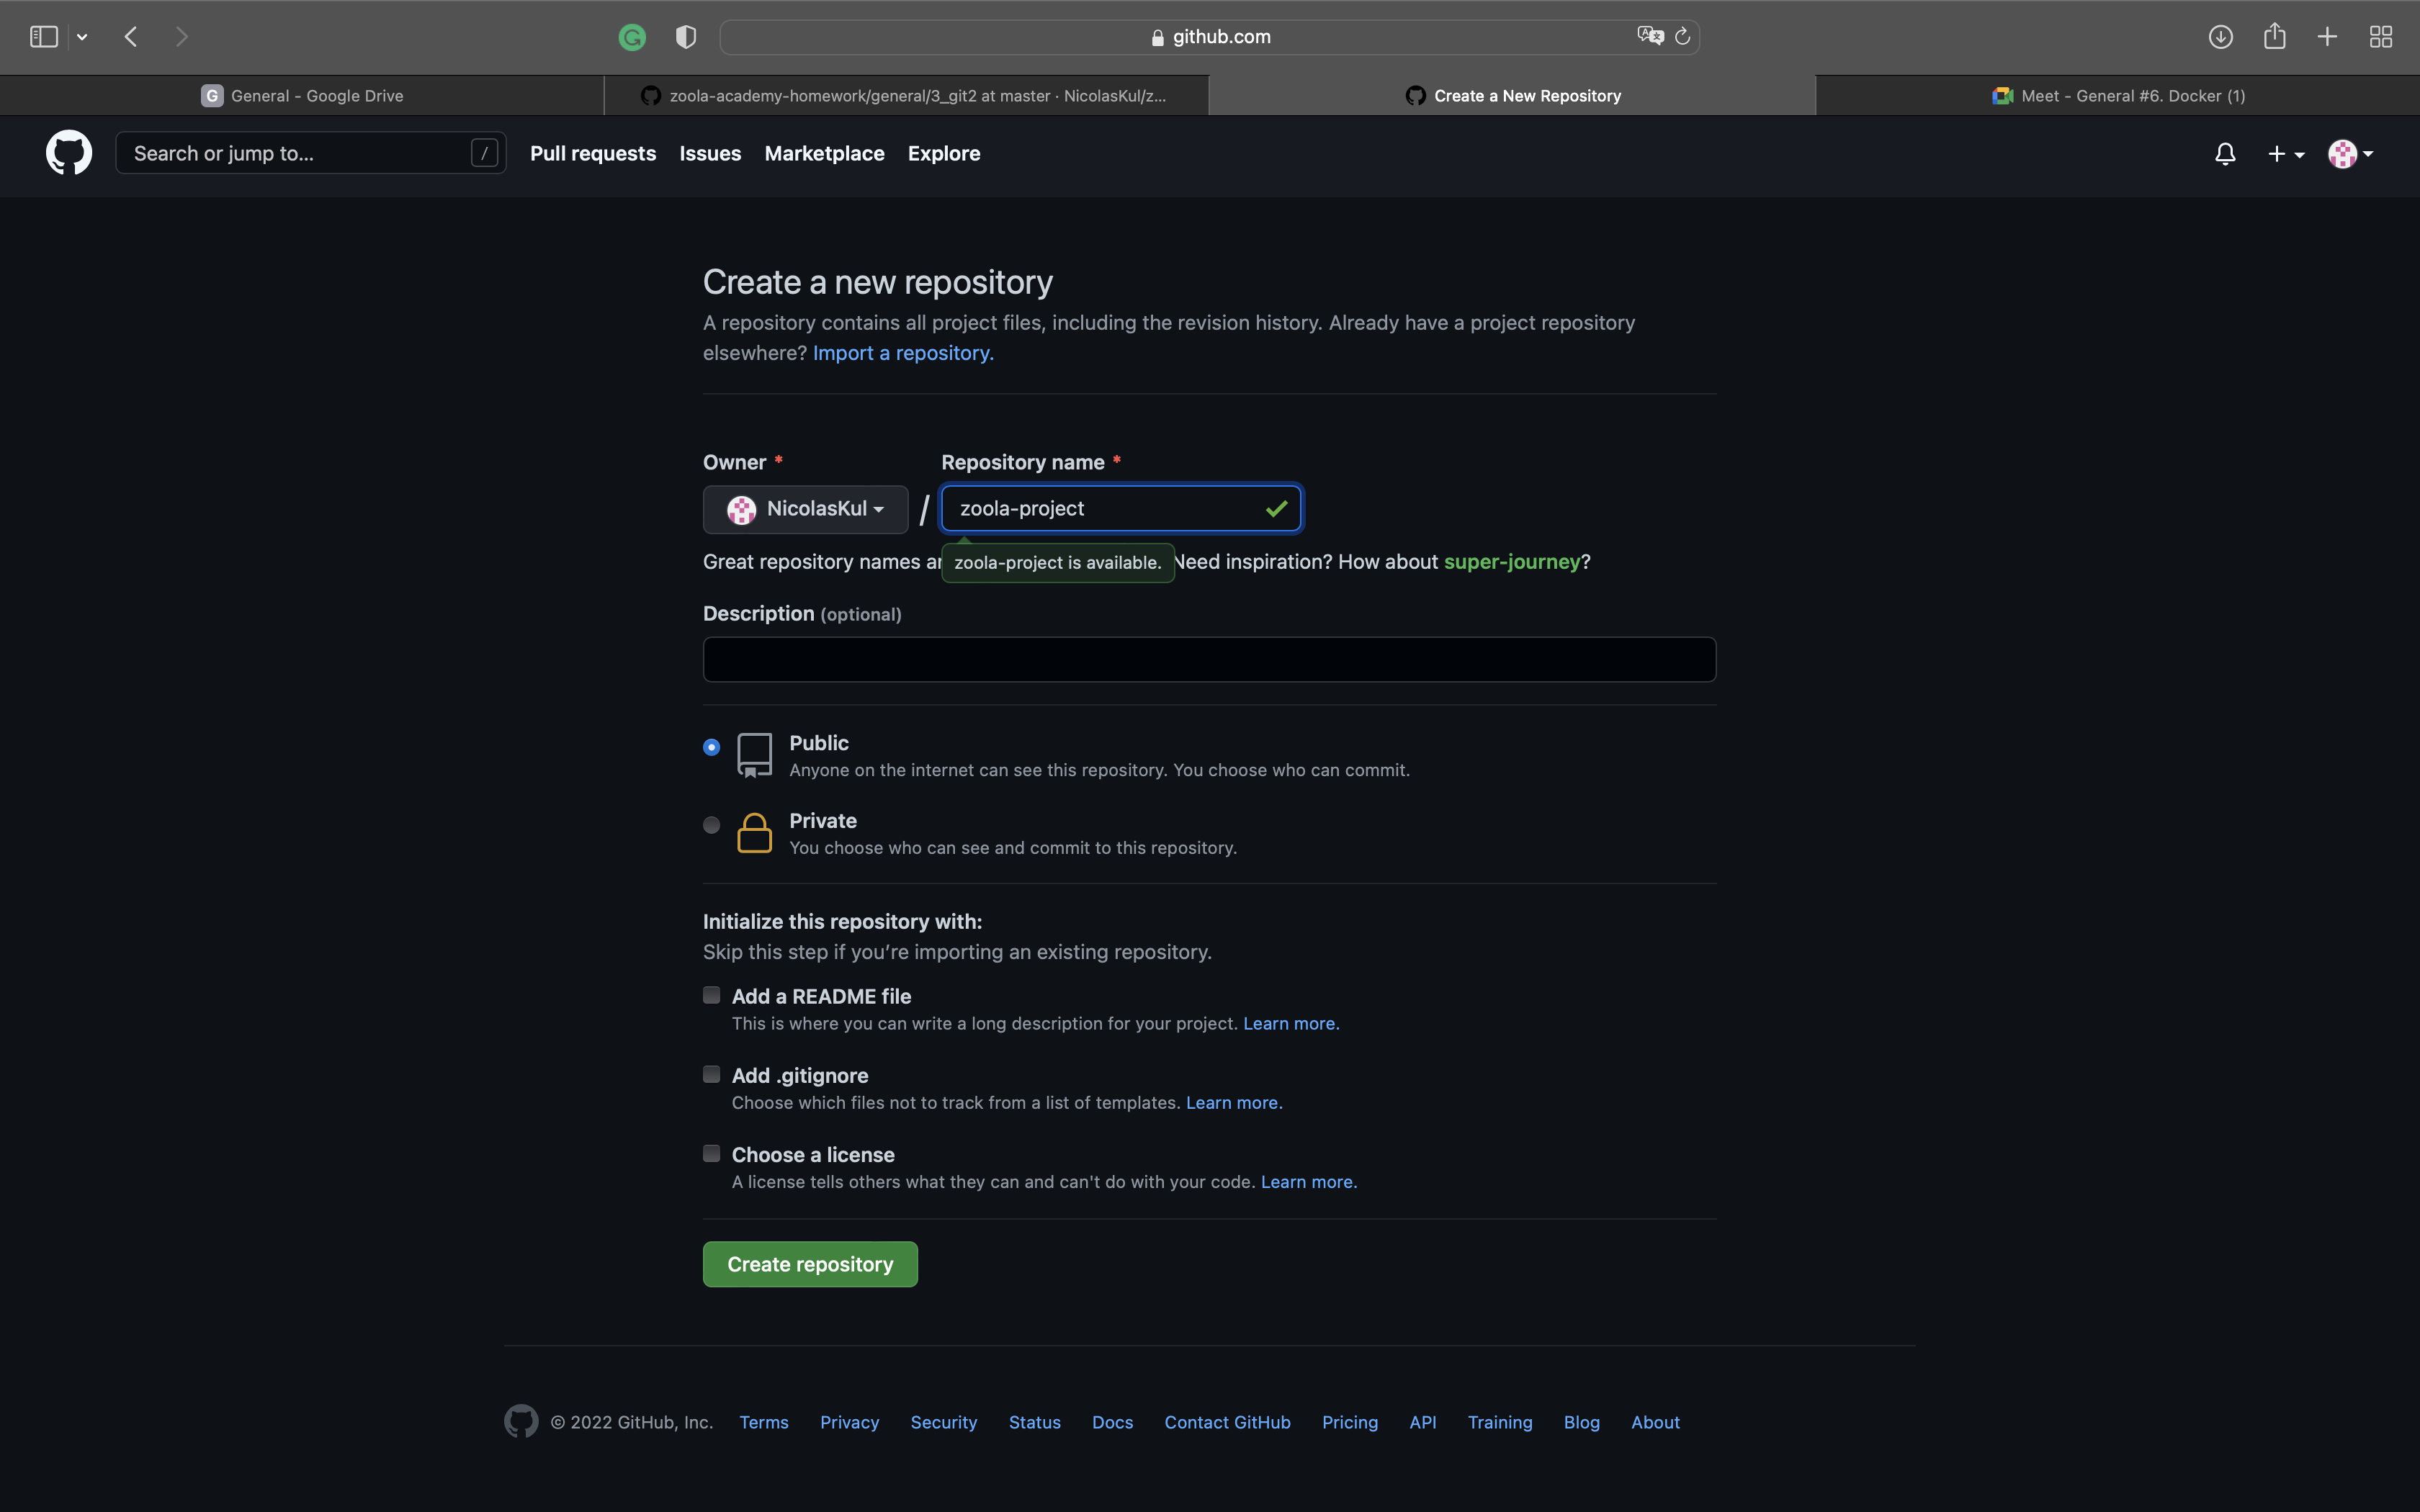 github.com
G General - Google Drive
zoola-academy-homework/general/3_git2 at master · NicolasKul/z...
Create a New Repository
Meet - General #6. Docker (1)
Search or jump to... /
Pull requests Issues Marketplace Explore
Create a new repository
A repository contains all project files, including the revision history. Already have a project repository
elsewhere? Import a repository.
Owner * Repository name *
NicolasKul / zoola-project
Great repository names zoola-project is available. Need inspiration? How about super-journey?
Description (optional)
Public
Anyone on the internet can see this repository. You choose who can commit.
Private
You choose who can see and commit to this repository.
Initialize this repository with:
Skip this step if you’re importing an existing repository.
Add a README file
This is where you can write a long description for your project. Learn more.
Add .gitignore
Choose which files not to track from a list of templates. Learn more.
Choose a license
A license tells others what they can and can't do with your code. Learn more.
Create repository
© 2022 GitHub, Inc. Terms Privacy Security Status Docs Contact GitHub Pricing API Training Blog About